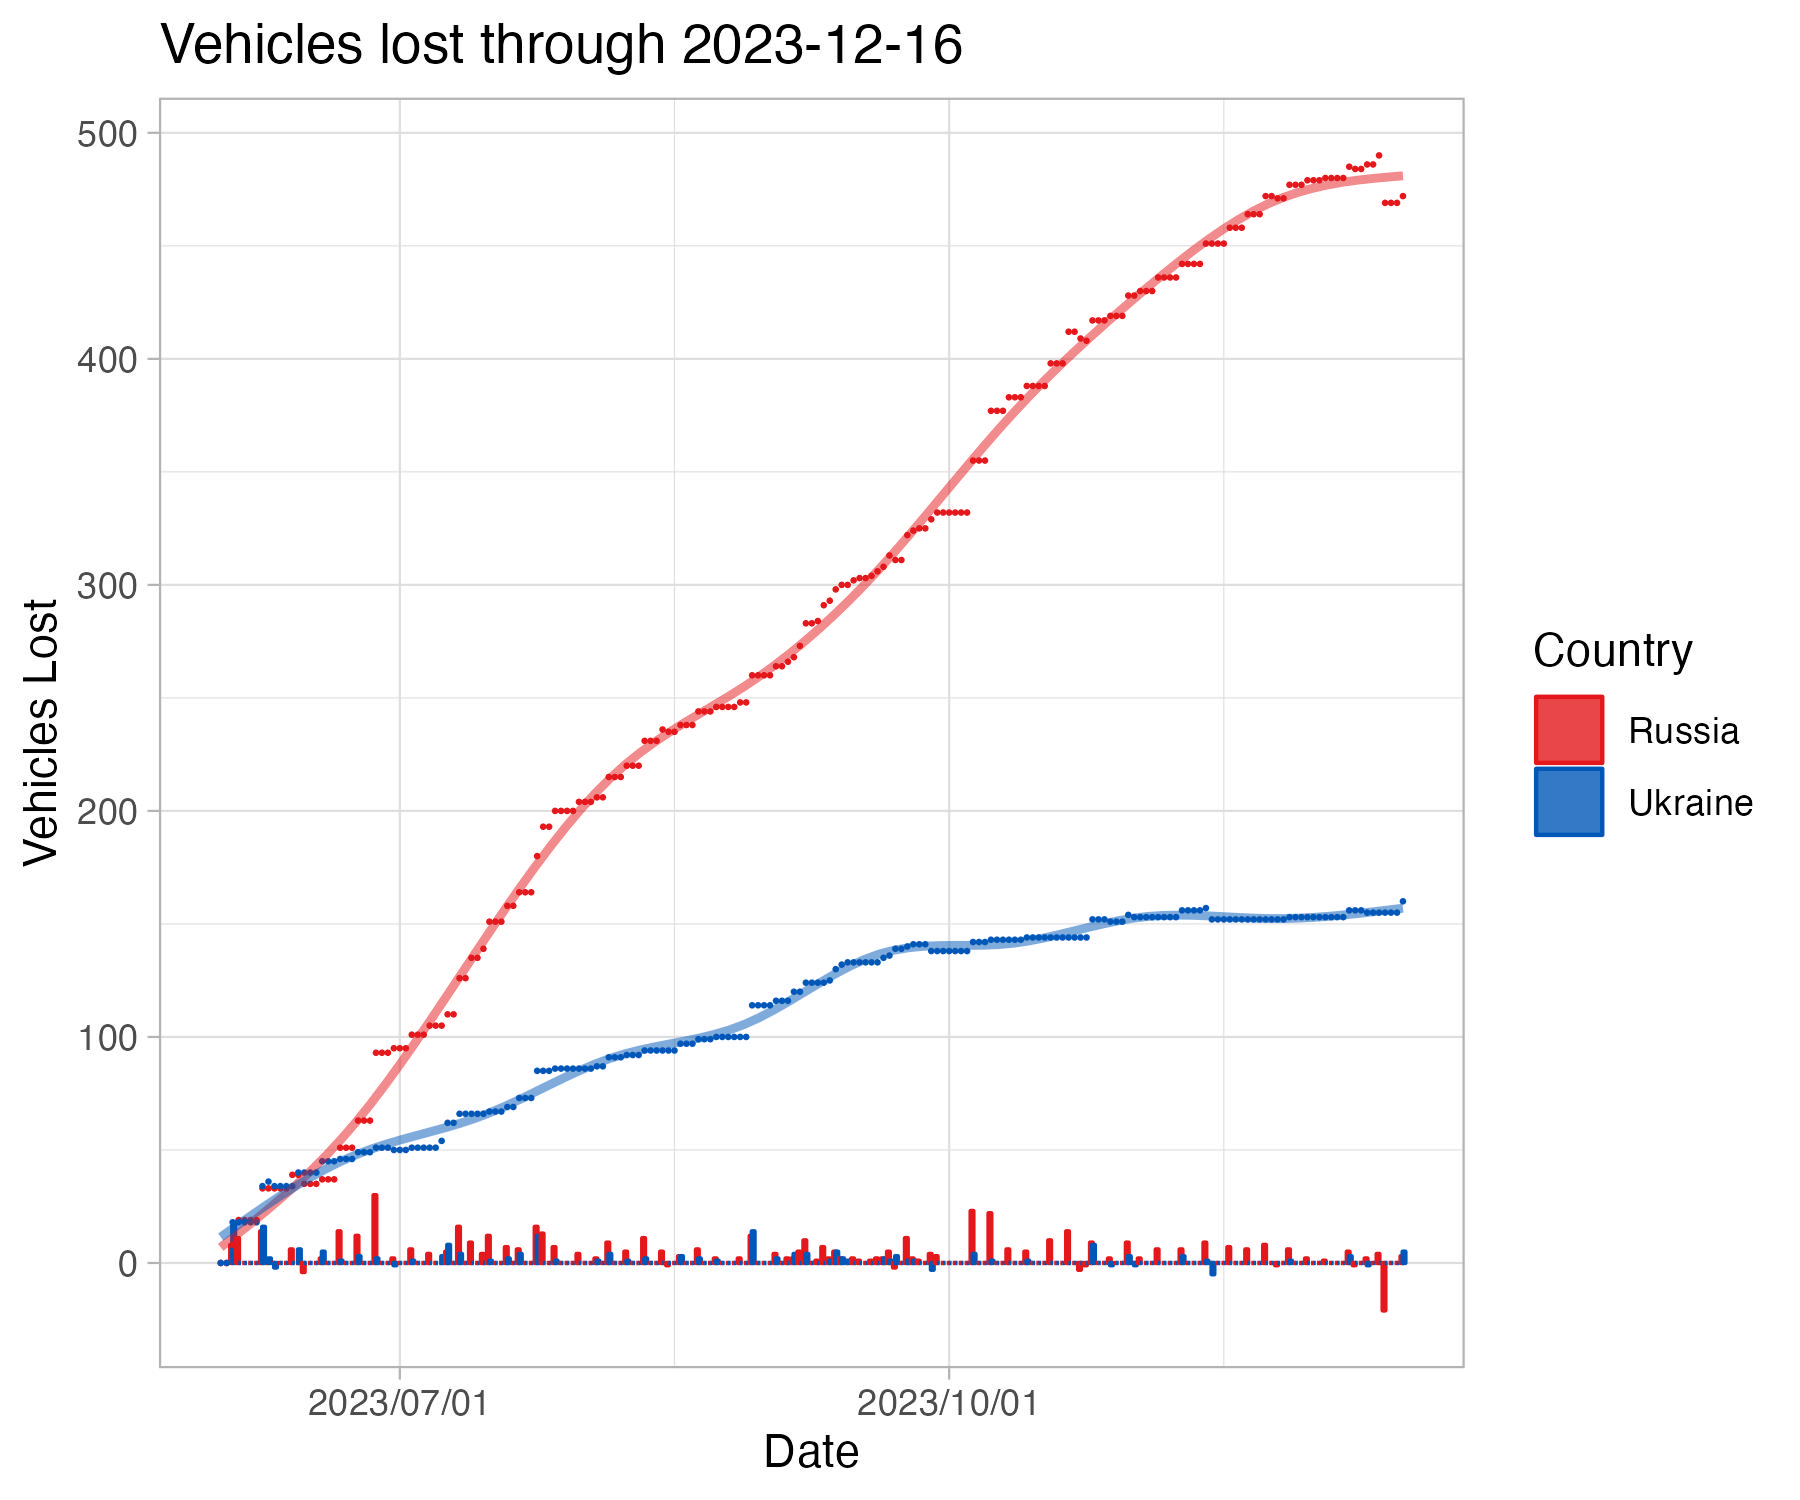 Vehicles lost through 2023-12-16
Vehicles Lost
500
400
300
200
100
0
2023/07/01
2023/10/01
Date
Country
Russia
Ukraine